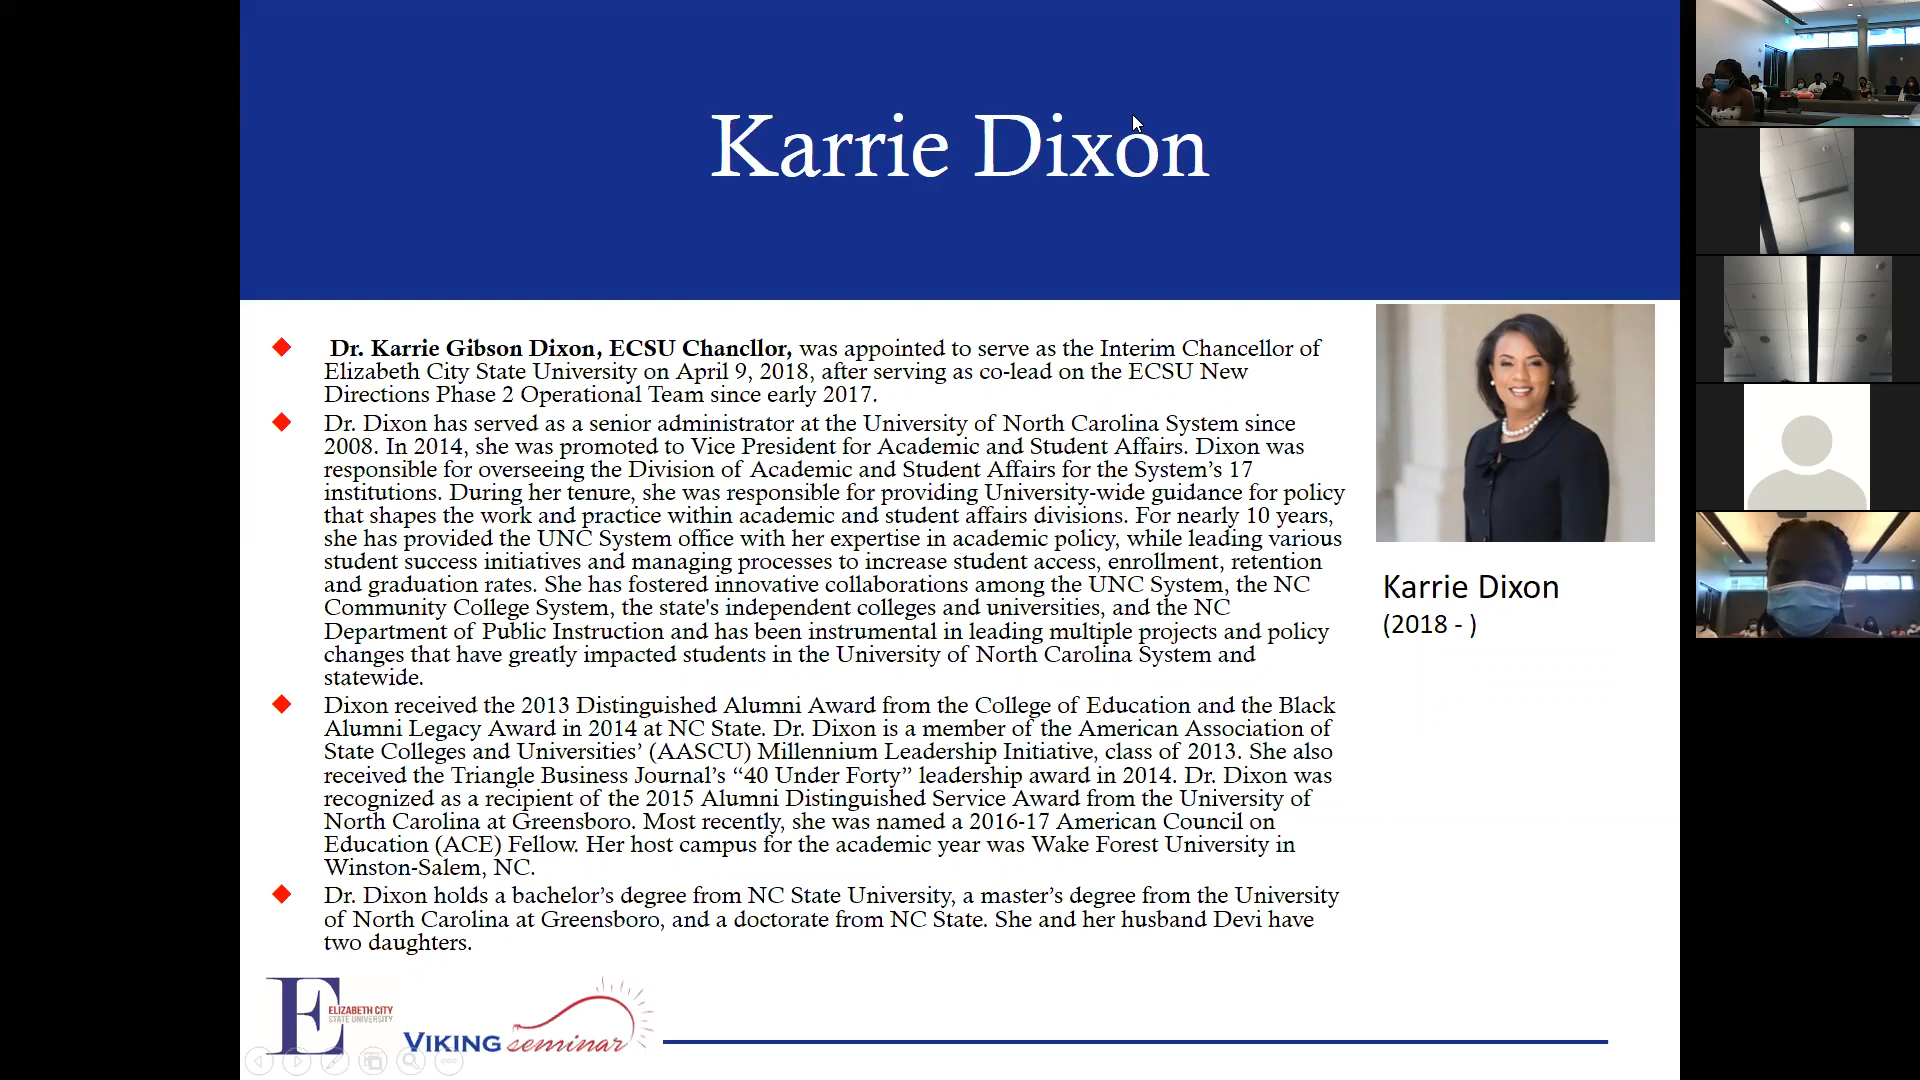 Karrie Dixon
Dr. Karrie Gibson Dixon, ECSU Chancllor, was appointed to serve as the Interim Chancellor of
Elizabeth City State University on April 9, 2018, after serving as co-lead on the ECSU New
Directions Phase 2 Operational Team since early 2017.
Dr. Dixon has served as a senior administrator at the University of North Carolina System since
2008. In 2014, she was promoted to Vice President for Academic and Student Affairs. Dixon was
responsible for overseeing the Division of Academic and Student Affairs for the System’s 17
institutions. During her tenure, she was responsible for providing University-wide guidance for policy
that shapes the work and practice within academic and student affairs divisions. For nearly 10 years,
she has provided the UNC System office with her expertise in academic policy, while leading various
student success initiatives and managing processes to increase student access, enrollment, retention
and graduation rates. She has fostered innovative collaborations among the UNC System, the NC
Community College System, the state's independent colleges and universities, and the NC
Department of Public Instruction and has been instrumental in leading multiple projects and policy
changes that have greatly impacted students in the University of North Carolina System and
statewide.
Dixon received the 2013 Distinguished Alumni Award from the College of Education and the Black
Alumni Legacy Award in 2014 at NC State. Dr. Dixon is a member of the American Association of
State Colleges and Universities’ (AASCU) Millennium Leadership Initiative, class of 2013. She also
received the Triangle Business Journal’s “40 Under Forty” leadership award in 2014. Dr. Dixon was
recognized as a recipient of the 2015 Alumni Distinguished Service Award from the University of
North Carolina at Greensboro. Most recently, she was named a 2016-17 American Council on
Education (ACE) Fellow. Her host campus for the academic year was Wake Forest University in
Winston-Salem, NC.
Dr. Dixon holds a bachelor’s degree from NC State University, a master’s degree from the University
of North Carolina at Greensboro, and a doctorate from NC State. She and her husband Devi have
two daughters.
Karrie Dixon
(2018 - )
E
ELIZABETH CITY
STATE UNIVERSITY
VIKING seminar